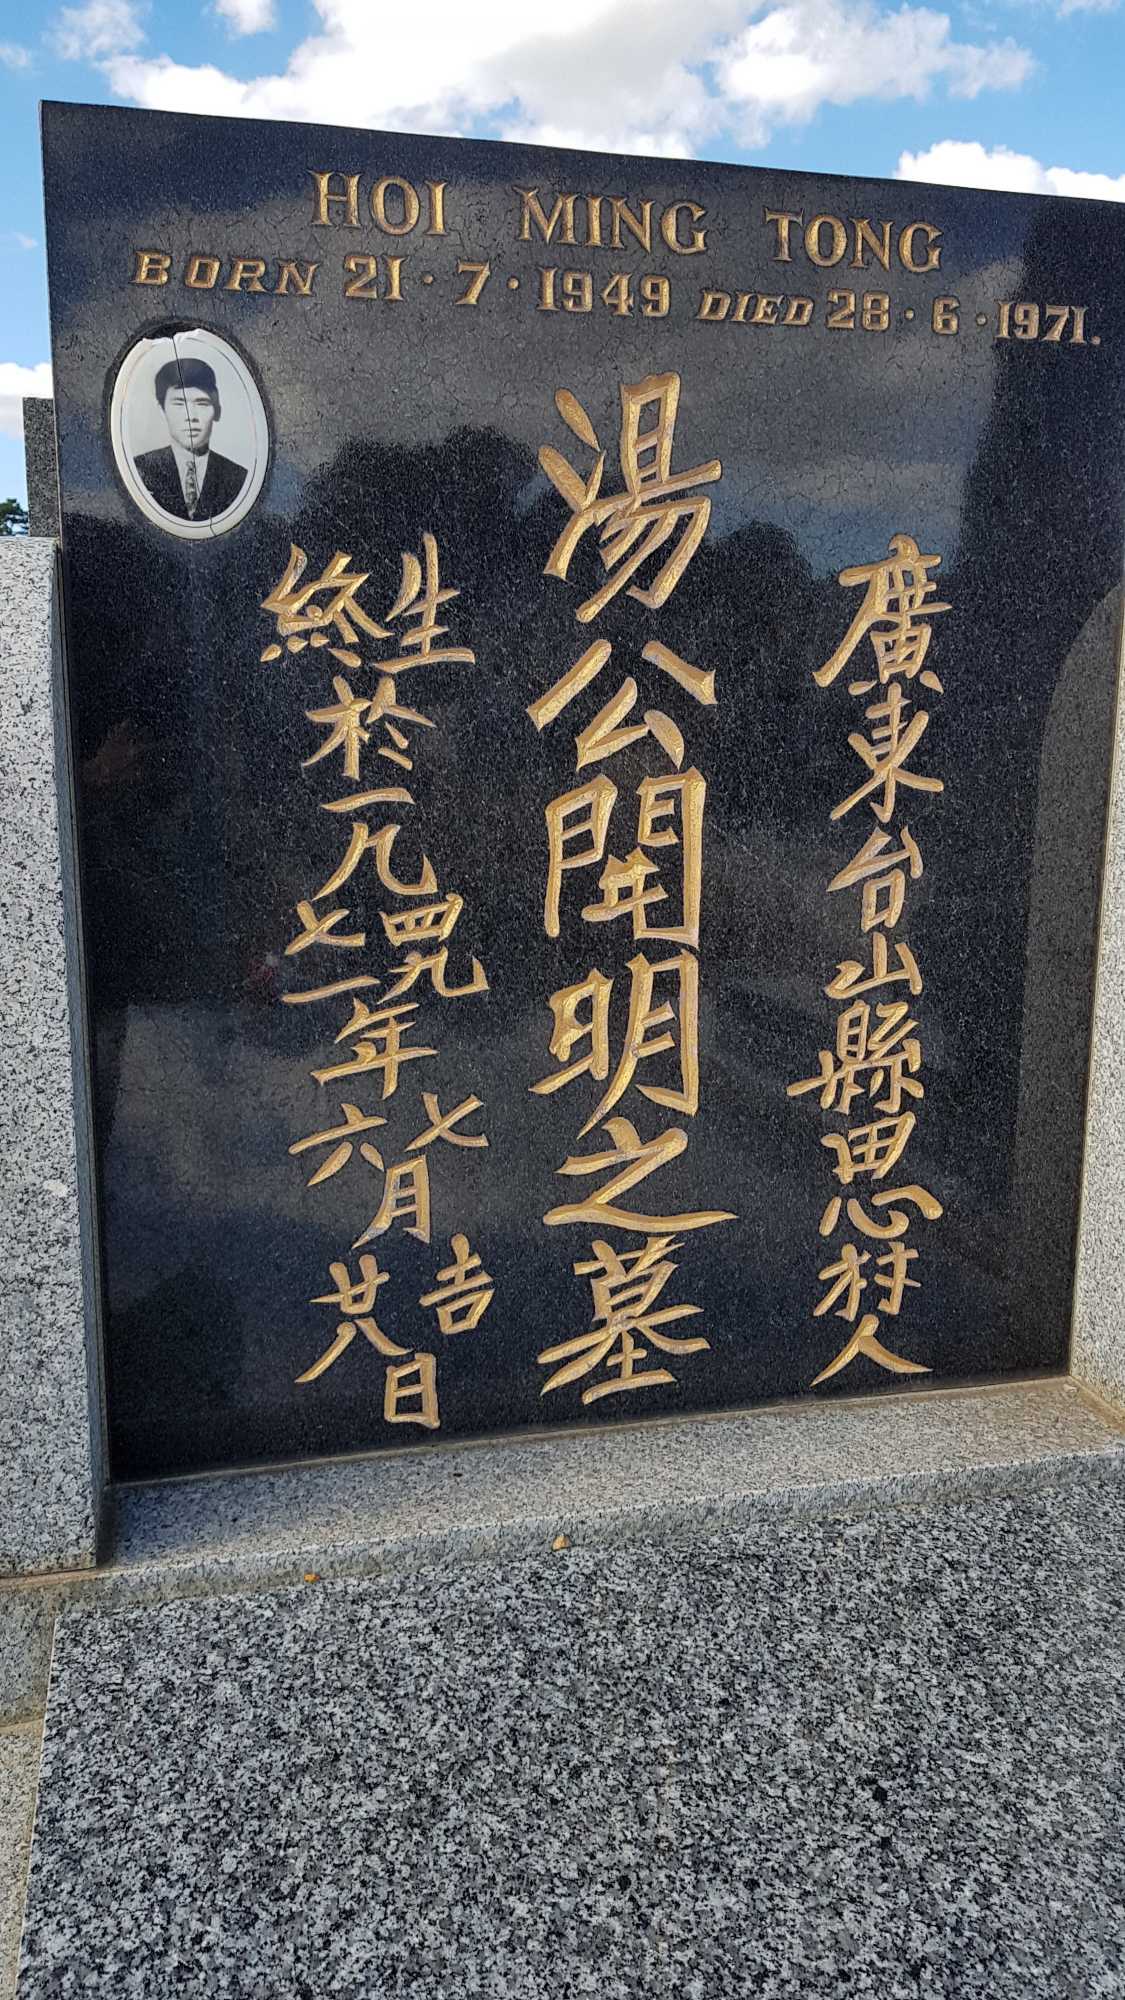 HOI MING TONG
BORN 21·7·1949 DIED 28·6·1971.
廣東台山縣思村人
湯公開明之墓
生於一九四九年七月吉日
終於一九七一年六月廿八日